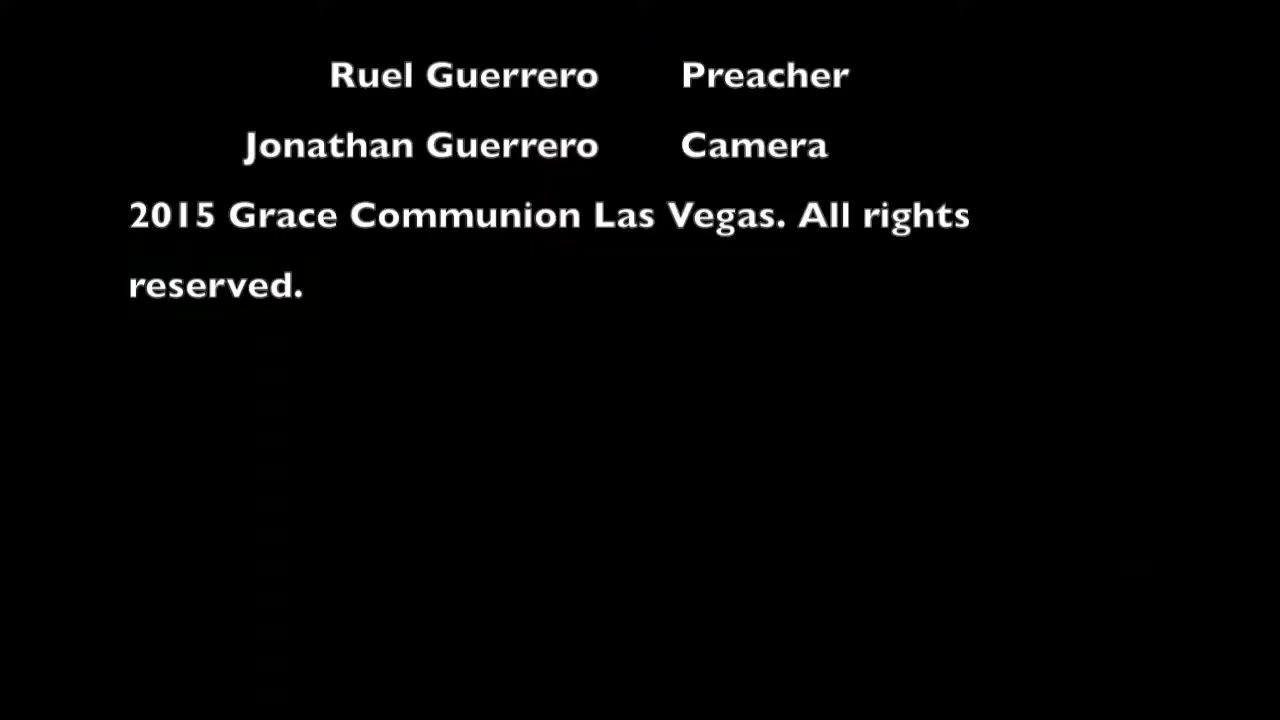 Ruel Guerrero Preacher
Jonathan Guerrero Camera
2015 Grace Communion Las Vegas. All rights
reserved.